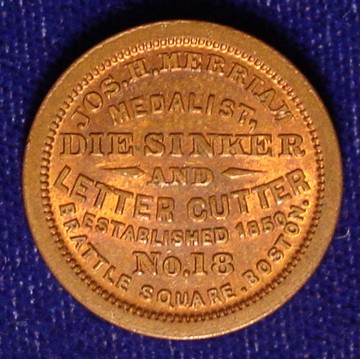 JOS. H. MERRIAM
MEDALIST,
DIE SINKER
AND
LETTER CUTTER
ESTABLISHED 1850.
No. 18
BRATTLE SQUARE. BOSTON.